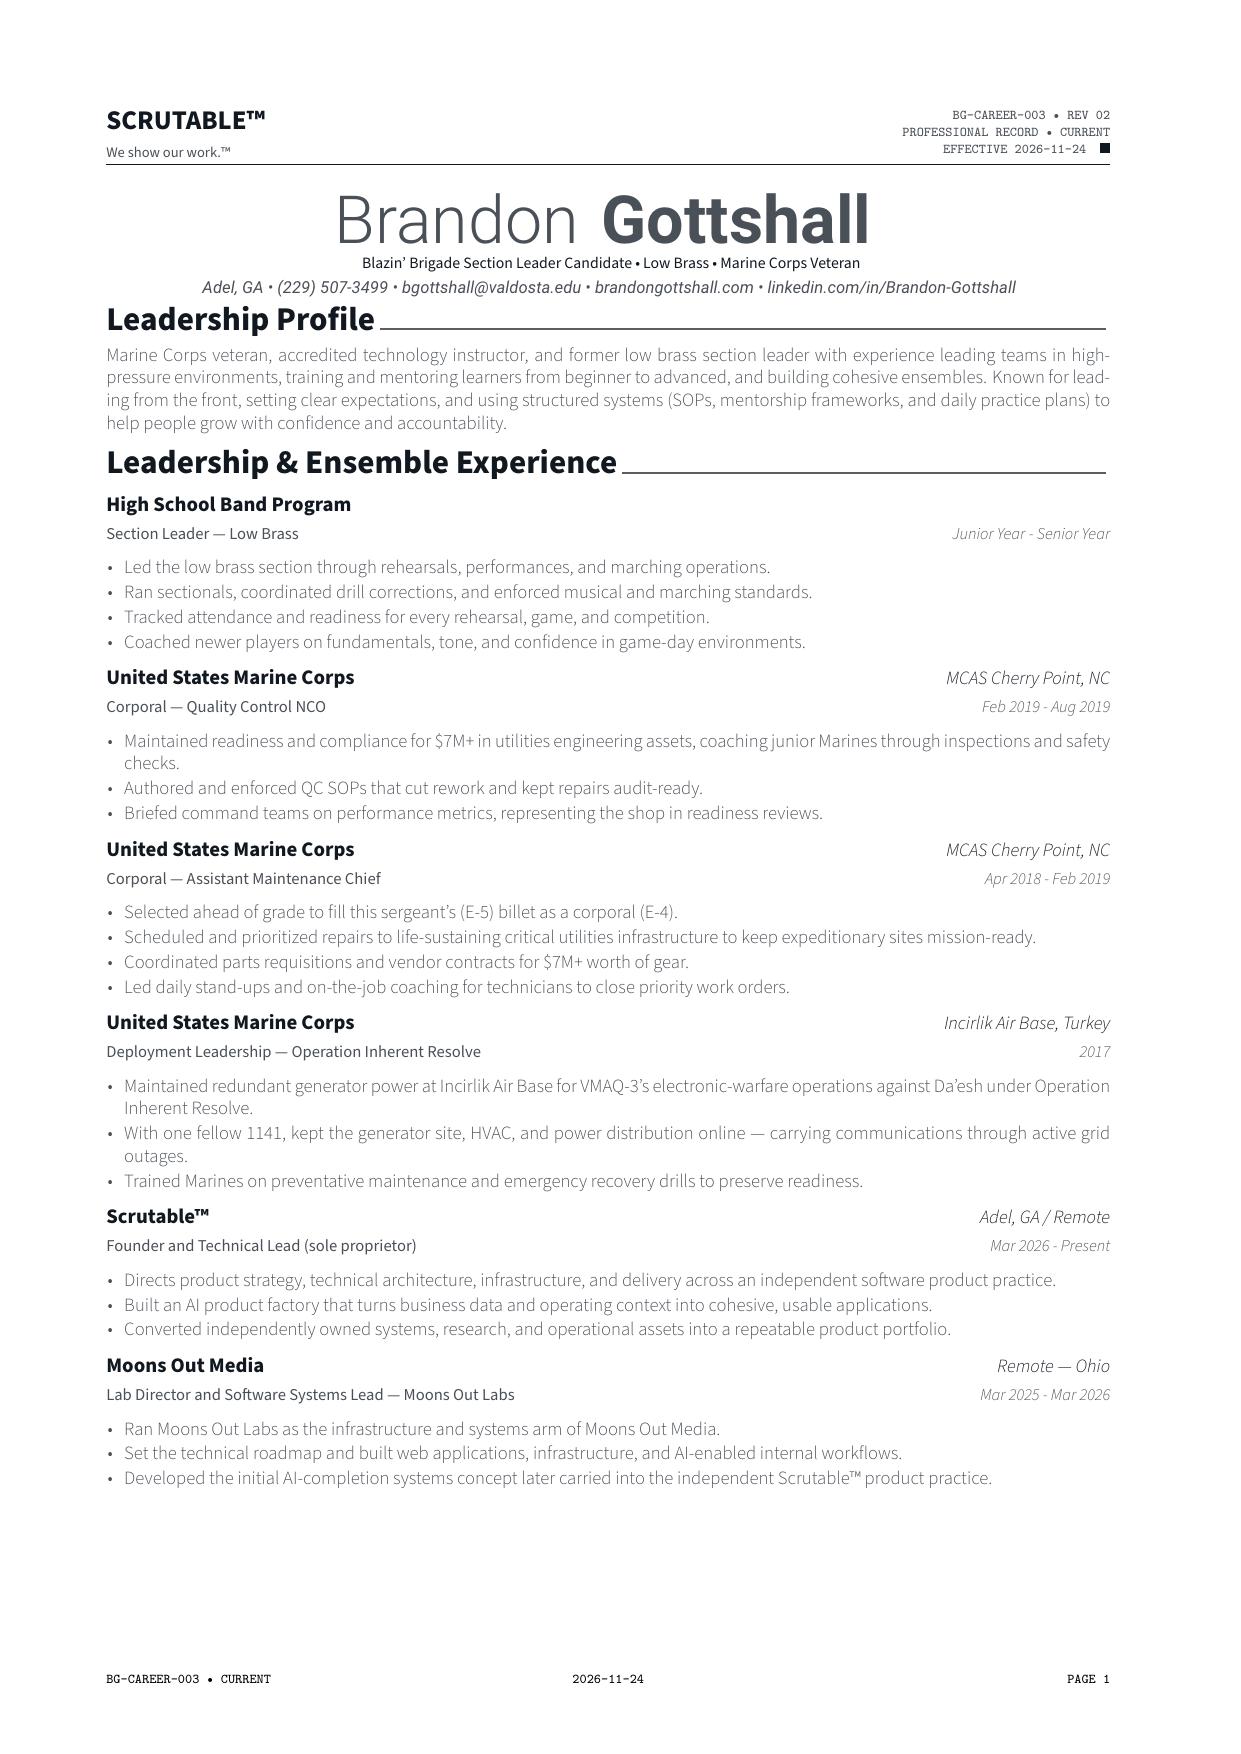 SCRUTABLE™
We show our work.™
BG-CAREER-003 • REV 02
PROFESSIONAL RECORD • CURRENT
EFFECTIVE 2026-11-24 ■
Brandon Gottshall
Blazin’ Brigade Section Leader Candidate • Low Brass • Marine Corps Veteran
Adel, GA • (229) 507-3499 • bgottshall@valdosta.edu • brandongottshall.com • linkedin.com/in/Brandon-Gottshall
Leadership Profile
Marine Corps veteran, accredited technology instructor, and former low brass section leader with experience leading teams in high-
pressure environments, training and mentoring learners from beginner to advanced, and building cohesive ensembles. Known for lead-
ing from the front, setting clear expectations, and using structured systems (SOPs, mentorship frameworks, and daily practice plans) to
help people grow with confidence and accountability.
Leadership & Ensemble Experience
High School Band Program
Section Leader — Low Brass Junior Year - Senior Year
• Led the low brass section through rehearsals, performances, and marching operations.
• Ran sectionals, coordinated drill corrections, and enforced musical and marching standards.
• Tracked attendance and readiness for every rehearsal, game, and competition.
• Coached newer players on fundamentals, tone, and confidence in game-day environments.
United States Marine Corps MCAS Cherry Point, NC
Corporal — Quality Control NCO Feb 2019 - Aug 2019
• Maintained readiness and compliance for $7M+ in utilities engineering assets, coaching junior Marines through inspections and safety
checks.
• Authored and enforced QC SOPs that cut rework and kept repairs audit-ready.
• Briefed command teams on performance metrics, representing the shop in readiness reviews.
United States Marine Corps MCAS Cherry Point, NC
Corporal — Assistant Maintenance Chief Apr 2018 - Feb 2019
• Selected ahead of grade to fill this sergeant’s (E-5) billet as a corporal (E-4).
• Scheduled and prioritized repairs to life-sustaining critical utilities infrastructure to keep expeditionary sites mission-ready.
• Coordinated parts requisitions and vendor contracts for $7M+ worth of gear.
• Led daily stand-ups and on-the-job coaching for technicians to close priority work orders.
United States Marine Corps Incirlik Air Base, Turkey
Deployment Leadership — Operation Inherent Resolve 2017
• Maintained redundant generator power at Incirlik Air Base for VMAQ-3’s electronic-warfare operations against Da’esh under Operation
Inherent Resolve.
• With one fellow 1141, kept the generator site, HVAC, and power distribution online — carrying communications through active grid
outages.
• Trained Marines on preventative maintenance and emergency recovery drills to preserve readiness.
Scrutable™ Adel, GA / Remote
Founder and Technical Lead (sole proprietor) Mar 2026 - Present
• Directs product strategy, technical architecture, infrastructure, and delivery across an independent software product practice.
• Built an AI product factory that turns business data and operating context into cohesive, usable applications.
• Converted independently owned systems, research, and operational assets into a repeatable product portfolio.
Moons Out Media Remote — Ohio
Lab Director and Software Systems Lead — Moons Out Labs Mar 2025 - Mar 2026
• Ran Moons Out Labs as the infrastructure and systems arm of Moons Out Media.
• Set the technical roadmap and built web applications, infrastructure, and AI-enabled internal workflows.
• Developed the initial AI-completion systems concept later carried into the independent Scrutable™ product practice.
BG-CAREER-003 • CURRENT 2026-11-24 PAGE 1